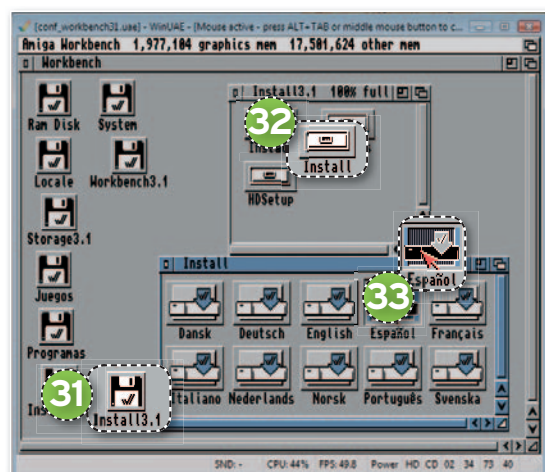 [conf_workbench31.uae] - WinUAE - [Mouse active - press ALT+TAB or middle mouse button to c...
Amiga Workbench 1,977,104 graphics mem 17,501,624 other mem
Workbench
Ram Disk
System
Locale
Workbench3.1
Storage3.1
Juegos
Programas
31
Install3.1
Install3.1 100% full
32
Install
HDSetup
Español
33
Install
Dansk
Deutsch
English
Español
Français
Italiano
Nederlands
Norsk
Português
Svenska
SND: - CPU: 44% FPS: 49.8 Power HD CD 02 34 73 40